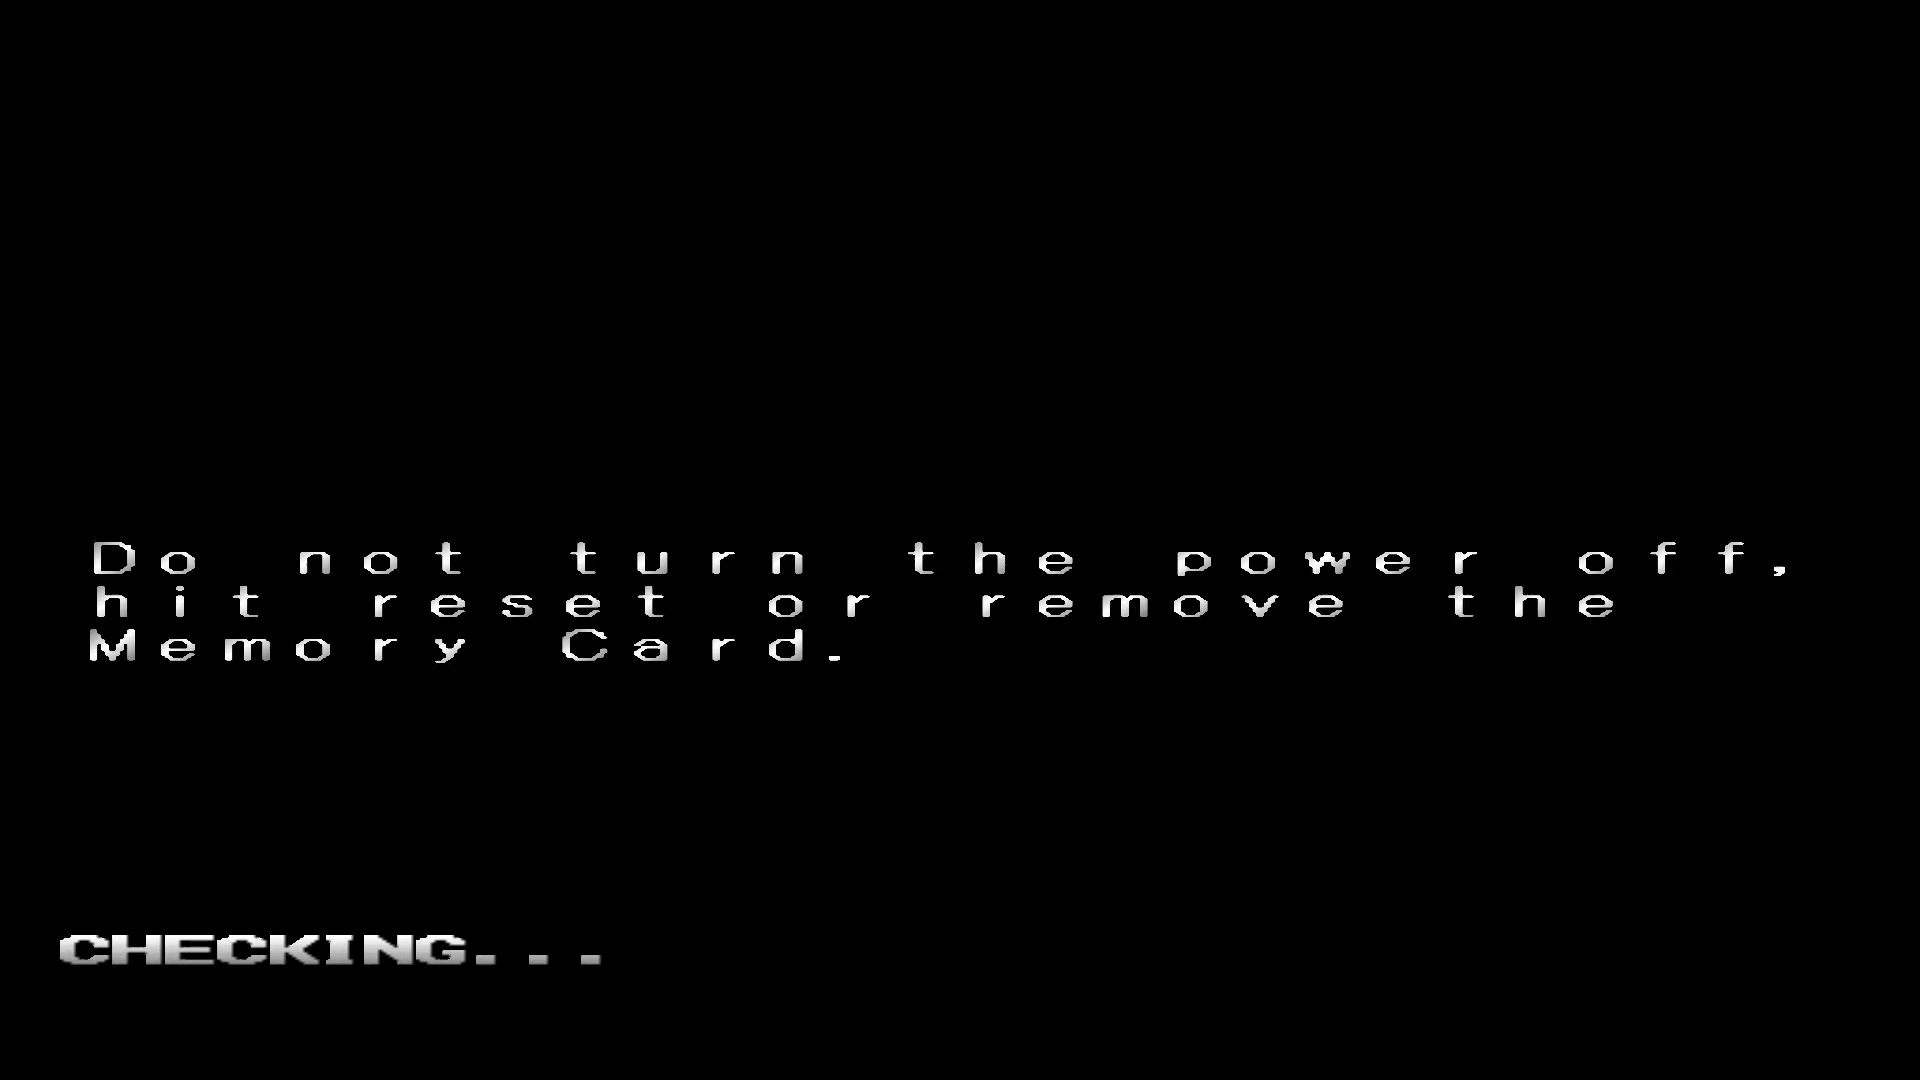 Do not turn the power off,
hit reset or remove the
Memory Card.
CHECKING...